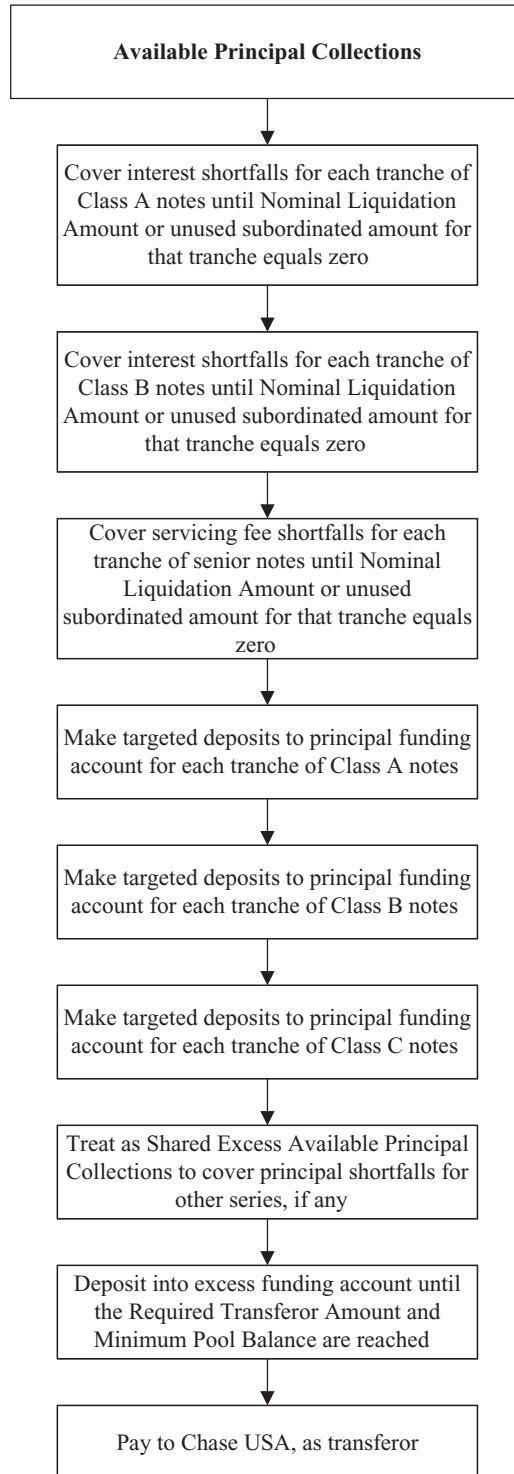 Available Principal Collections
Cover interest shortfalls for each tranche of
Class A notes until Nominal Liquidation
Amount or unused subordinated amount for
that tranche equals zero
Cover interest shortfalls for each tranche of
Class B notes until Nominal Liquidation
Amount or unused subordinated amount for
that tranche equals zero
Cover servicing fee shortfalls for each
tranche of senior notes until Nominal
Liquidation Amount or unused
subordinated amount for that tranche equals
zero
Make targeted deposits to principal funding
account for each tranche of Class A notes
Make targeted deposits to principal funding
account for each tranche of Class B notes
Make targeted deposits to principal funding
account for each tranche of Class C notes
Treat as Shared Excess Available Principal
Collections to cover principal shortfalls for
other series, if any
Deposit into excess funding account until
the Required Transferor Amount and
Minimum Pool Balance are reached
Pay to Chase USA, as transferor